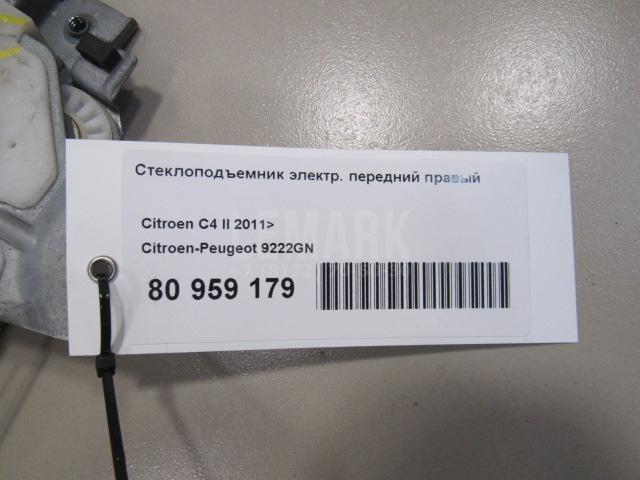 Стеклоподъемник электр. передний правый
Citroen C4 II 2011>
Citroen-Peugeot 9222GN
80 959 179